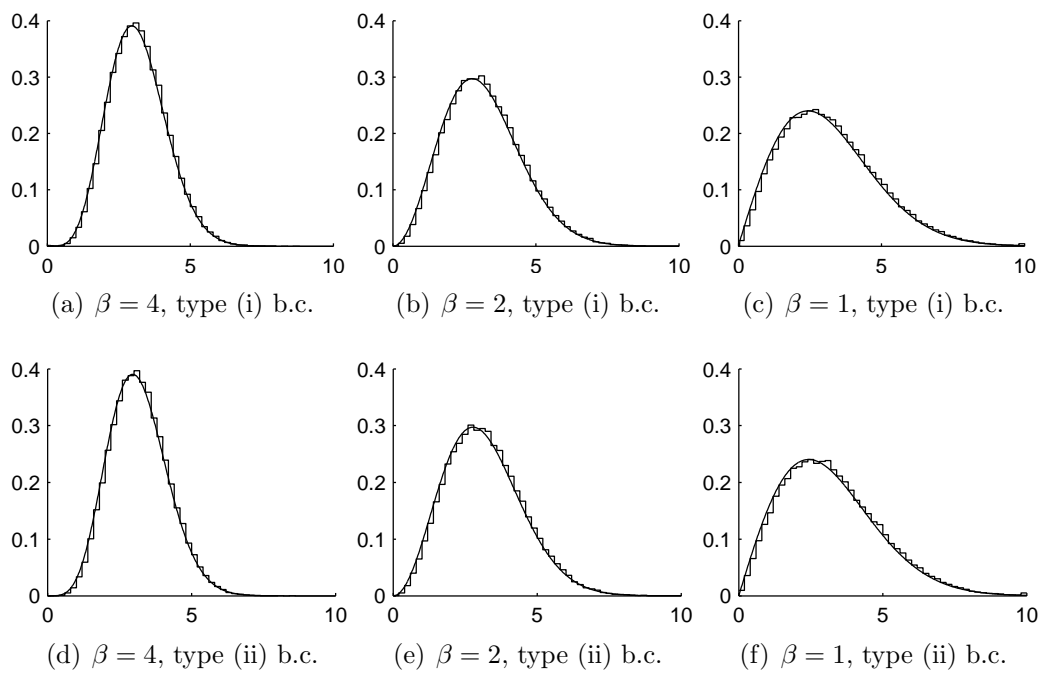 0.4 0.4 0.4
0.3 0.3 0.3
0.2 0.2 0.2
0.1 0.1 0.1
0 0 0
0 5 10 0 5 10 0 5 10
(a) β = 4, type (i) b.c. (b) β = 2, type (i) b.c. (c) β = 1, type (i) b.c.
0.4 0.4 0.4
0.3 0.3 0.3
0.2 0.2 0.2
0.1 0.1 0.1
0 0 0
0 5 10 0 5 10 0 5 10
(d) β = 4, type (ii) b.c. (e) β = 2, type (ii) b.c. (f) β = 1, type (ii) b.c.